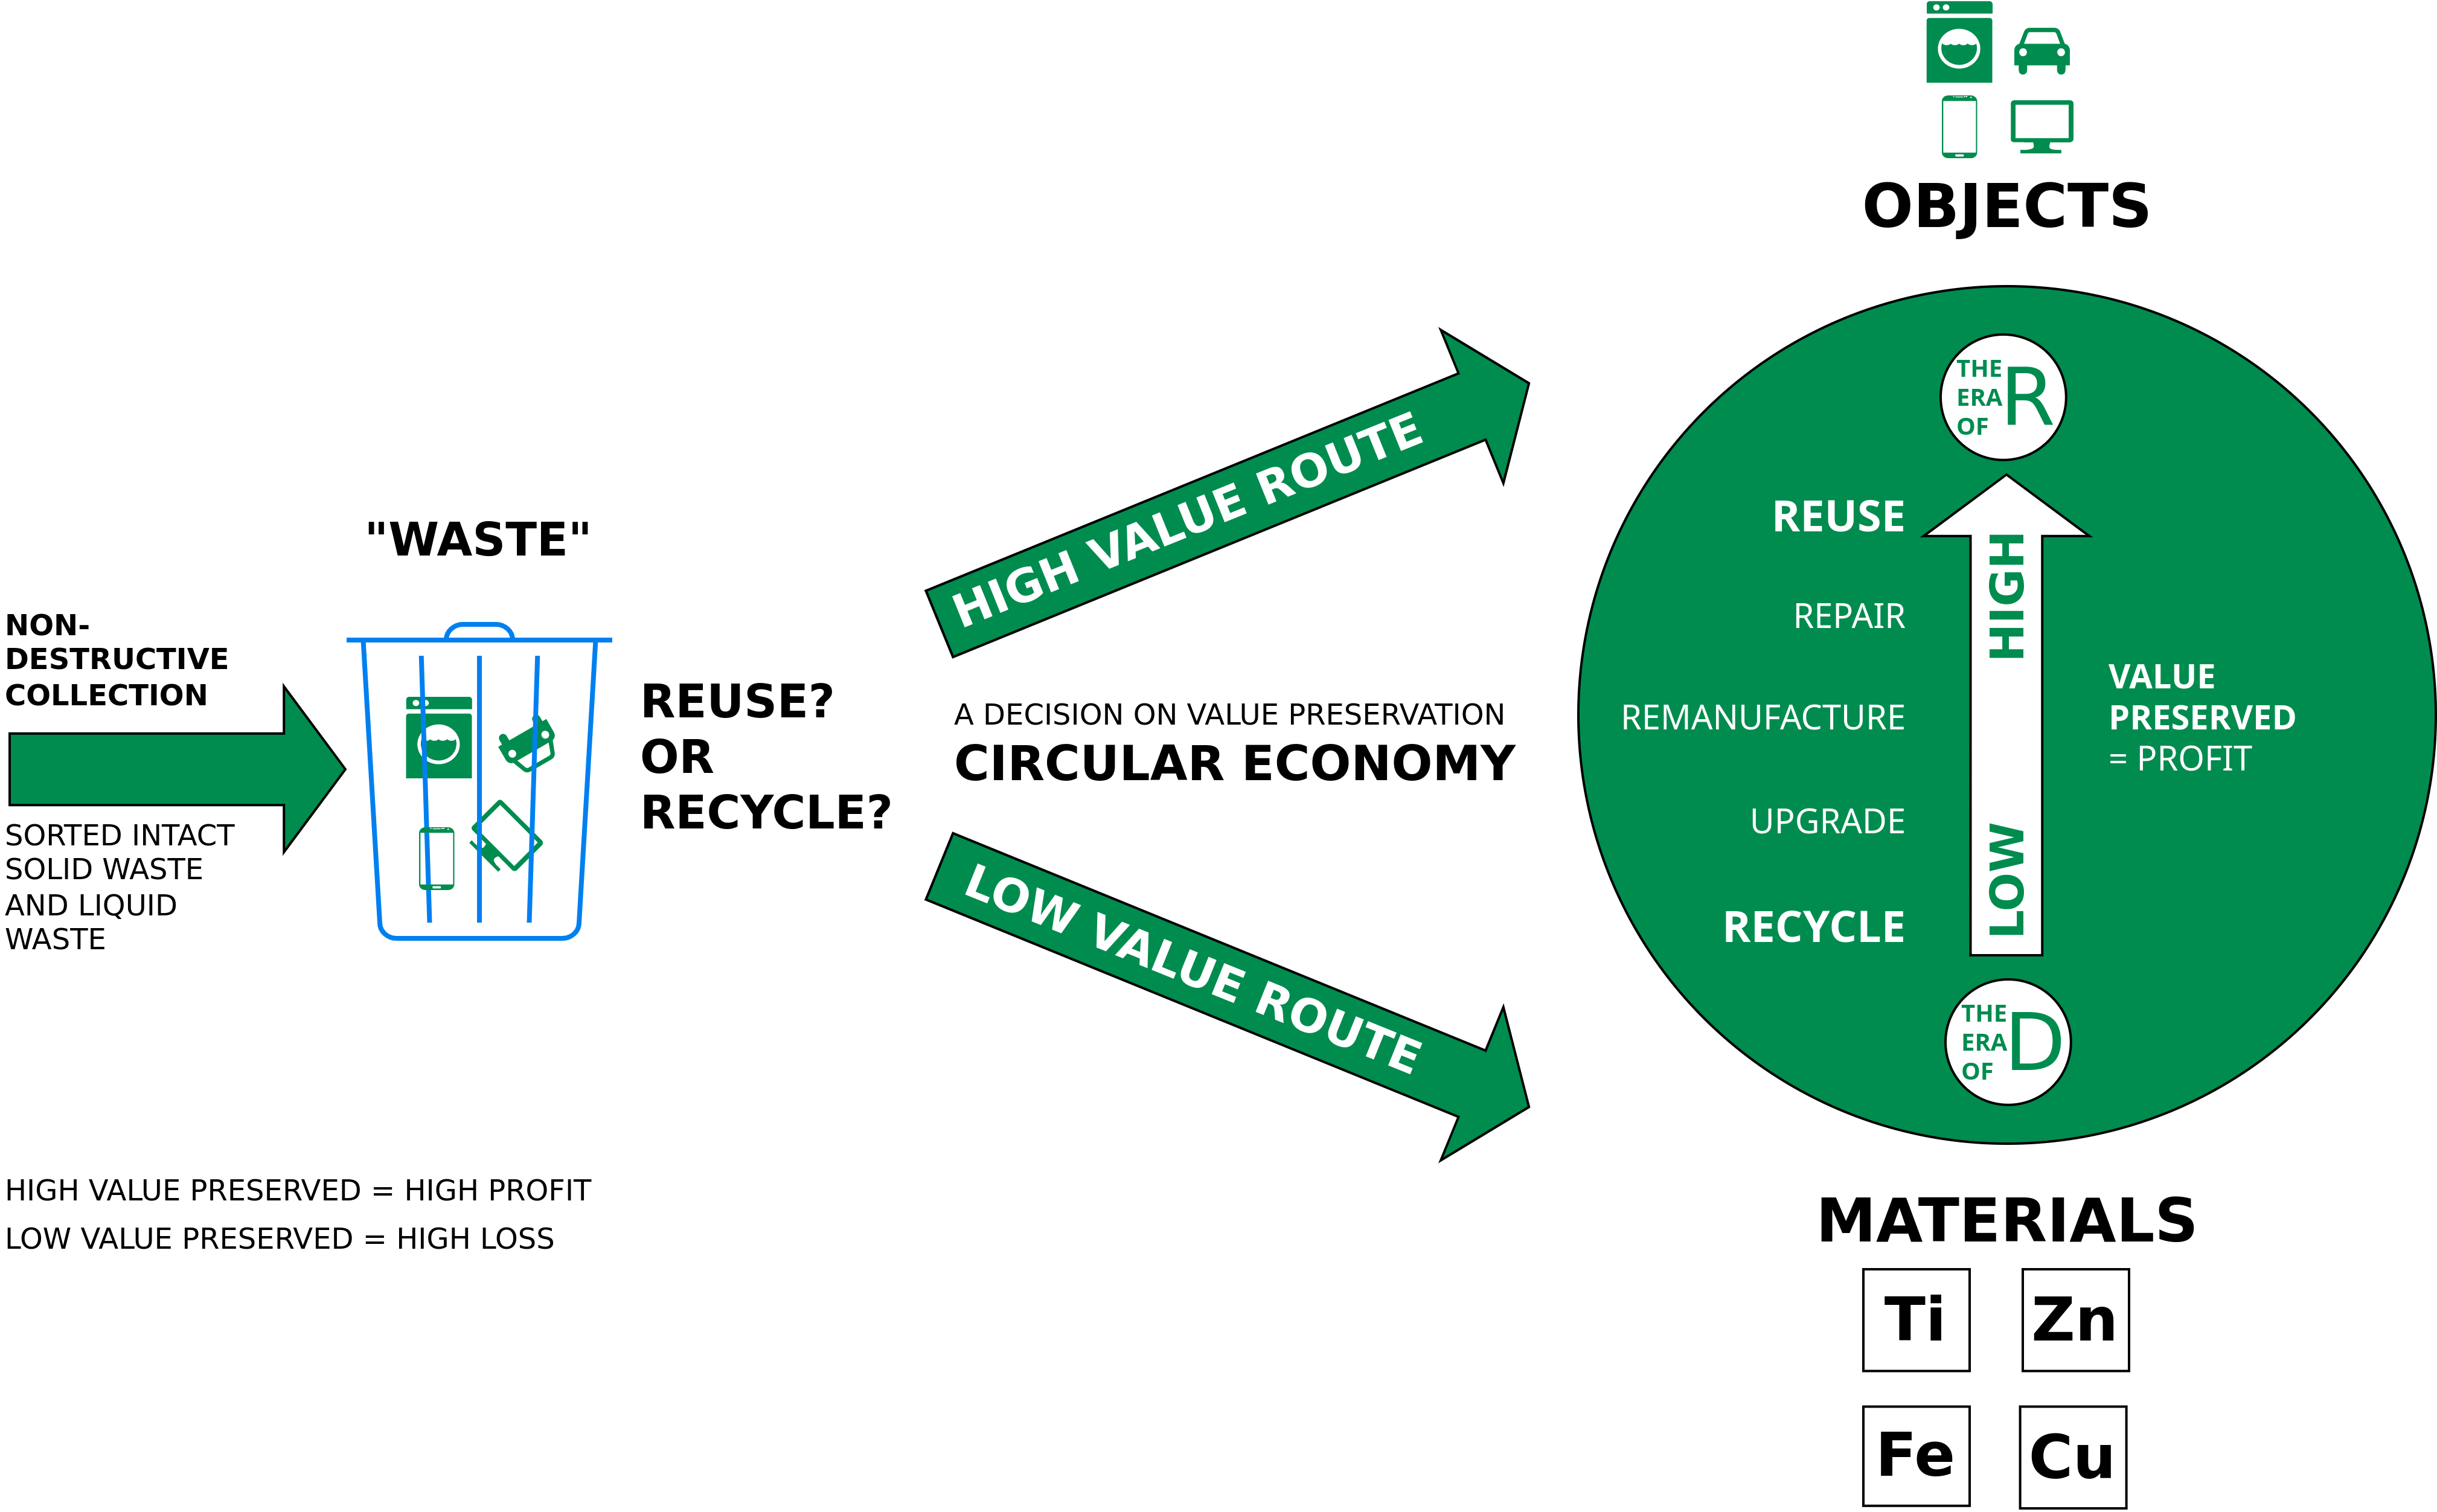 OBJECTS
THE
ERA
OF
R
HIGH VALUE ROUTE
"WASTE"
NON-
DESTRUCTIVE
COLLECTION
SORTED INTACT
SOLID WASTE
AND LIQUID
WASTE
REUSE?
OR
RECYCLE?
A DECISION ON VALUE PRESERVATION
CIRCULAR ECONOMY
LOW VALUE ROUTE
REUSE
REPAIR
REMANUFACTURE
UPGRADE
RECYCLE
HIGH
LOW
VALUE
PRESERVED
= PROFIT
THE
ERA
OF
D
HIGH VALUE PRESERVED = HIGH PROFIT
LOW VALUE PRESERVED = HIGH LOSS
MATERIALS
Ti
Zn
Fe
Cu